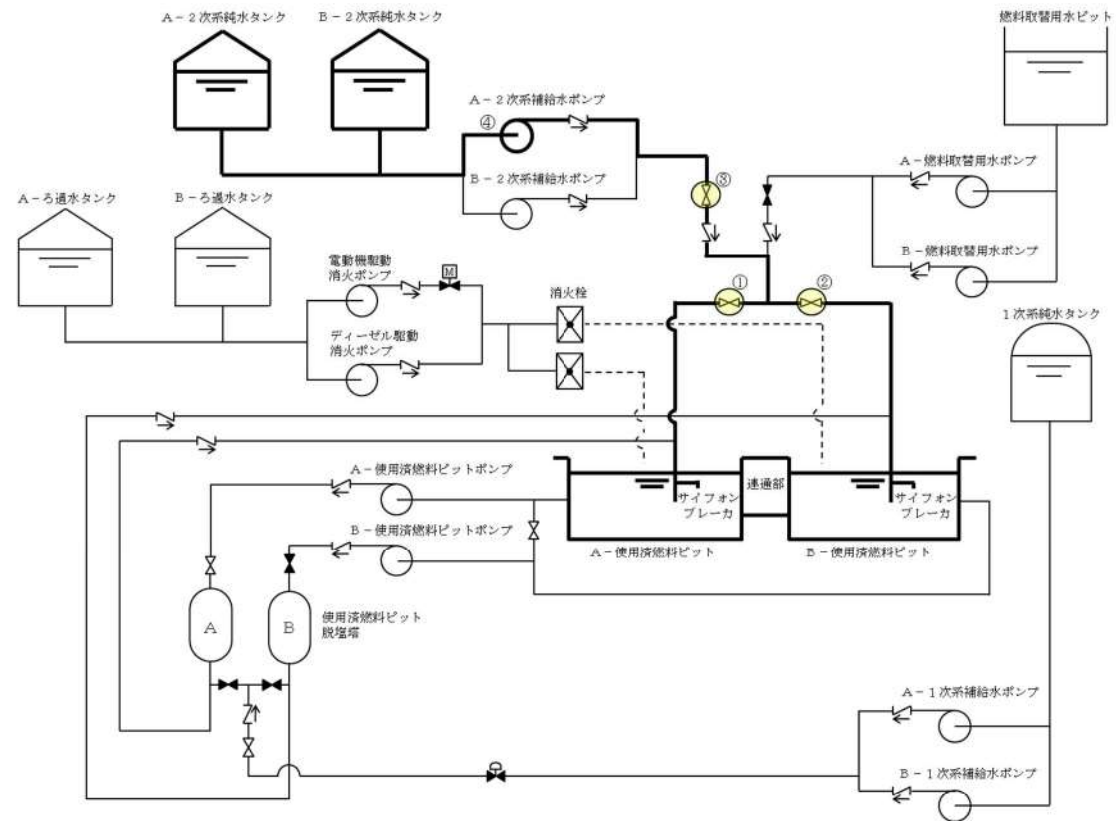 A-2次系純水タンク
B-2次系純水タンク
燃料取替用水ピット
A-2次系補給水ポンプ
④
B-2次系補給水ポンプ
③
A-燃料取替用水ポンプ
B-燃料取替用水ポンプ
A-ろ過水タンク
B-ろ過水タンク
電動機駆動
消火ポンプ
M
消火栓
①
②
ディーゼル駆動
消火ポンプ
1次系純水タンク
A-使用済燃料ピットポンプ
B-使用済燃料ピットポンプ
連通部
サイフォン
ブレーカ
サイフォン
ブレーカ
A-使用済燃料ピット
B-使用済燃料ピット
A
B
使用済燃料ピット
脱塩塔
A-1次系補給水ポンプ
B-1次系補給水ポンプ